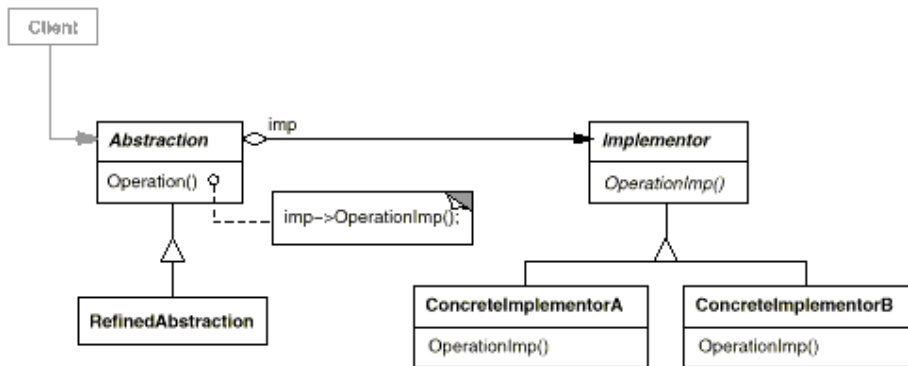 Client
imp
Abstraction
Implementor
Operation()
OperationImp()
imp->OperationImp();
ConcreteImplementorA
ConcreteImplementorB
RefinedAbstraction
OperationImp()
OperationImp()